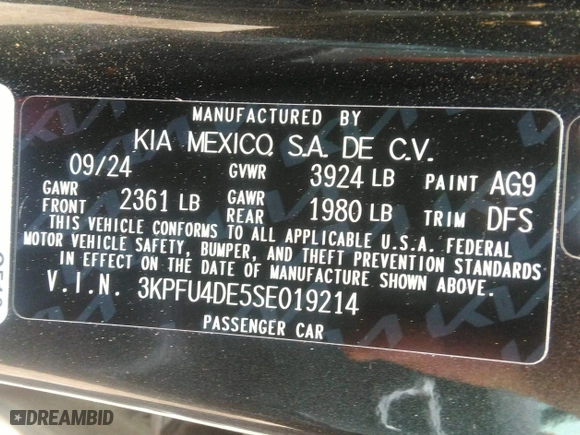 MANUFACTURED BY
KIA MEXICO, S.A. DE C.V.
09/24 GVWR 3924 LB PAINT AG9
GAWR FRONT 2361 LB GAWR REAR 1980 LB TRIM DFS
THIS VEHICLE CONFORMS TO ALL APPLICABLE U.S.A. FEDERAL
MOTOR VEHICLE SAFETY, BUMPER, AND THEFT PREVENTION STANDARDS
IN EFFECT ON THE DATE OF MANUFACTURE SHOWN ABOVE.
V.I.N. 3KPFU4DE5SE019214
PASSENGER CAR
DREAMBID